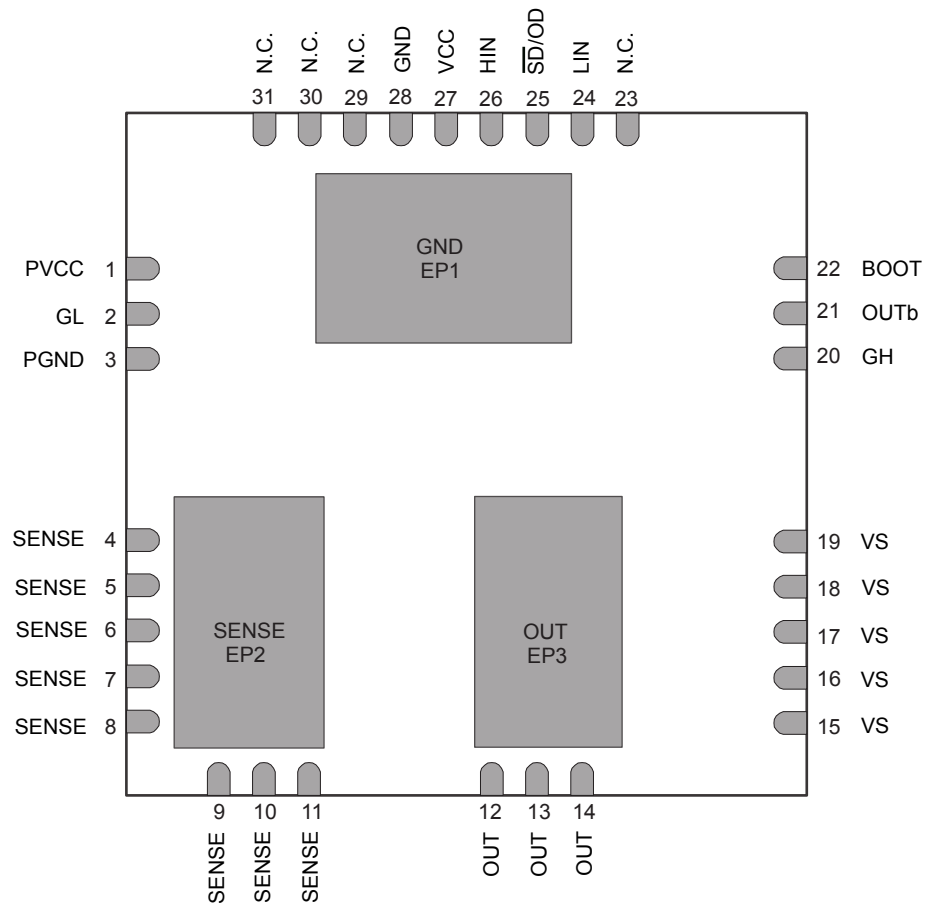 N.C.
N.C.
N.C.
GND
VCC
HIN
S̅D̅/OD
LIN
N.C.
31 30 29 28 27 26 25 24 23
PVCC 1
GL 2
PGND 3
GND
EP1
22 BOOT
21 OUTb
20 GH
SENSE 4
SENSE 5
SENSE 6
SENSE 7
SENSE 8
SENSE
EP2
OUT
EP3
19 VS
18 VS
17 VS
16 VS
15 VS
9 10 11 12 13 14
SENSE
SENSE
SENSE
OUT
OUT
OUT